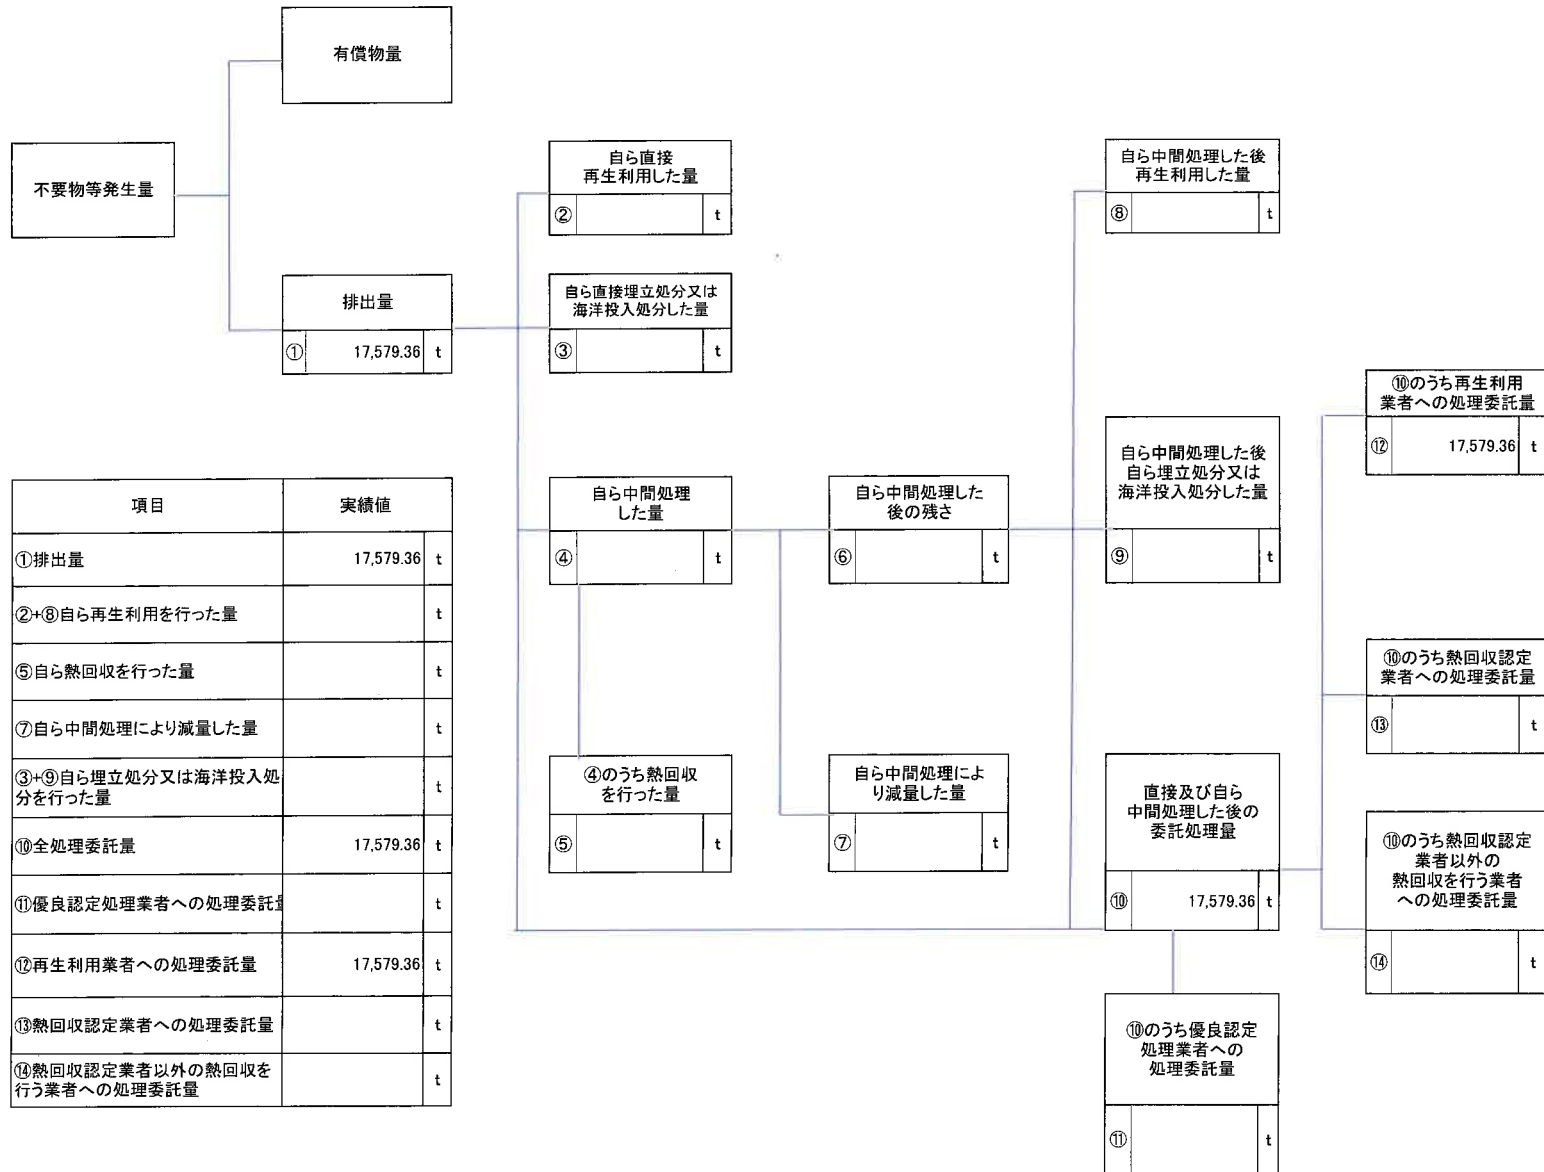 有償物量
不要物等発生量
排出量
① 17,579.36 t
自ら直接
再生利用した量
② t
自ら直接埋立処分又は
海洋投入処分した量
③ t
自ら中間処理
した量
④ t
④のうち熱回収
を行った量
⑤ t
自ら中間処理した
後の残さ
⑥ t
自ら中間処理によ
り減量した量
⑦ t
自ら中間処理した後
再生利用した量
⑧ t
自ら中間処理した後
自ら埋立処分又は
海洋投入処分した量
⑨ t
直接及び自ら
中間処理した後の
委託処理量
⑩ 17,579.36 t
⑩のうち優良認定
処理業者への
処理委託量
⑪ t
⑩のうち再生利用
業者への処理委託量
⑫ 17,579.36 t
⑩のうち熱回収認定
業者への処理委託量
⑬ t
⑩のうち熱回収認定
業者以外の
熱回収を行う業者
への処理委託量
⑭ t
項目 実績値
①排出量 17,579.36 t
②+⑧自ら再生利用を行った量 t
⑤自ら熱回収を行った量 t
⑦自ら中間処理により減量した量 t
③+⑨自ら埋立処分又は海洋投入処
分を行った量 t
⑩全処理委託量 17,579.36 t
⑪優良認定処理業者への処理委託量 t
⑫再生利用業者への処理委託量 17,579.36 t
⑬熱回収認定業者への処理委託量 t
⑭熱回収認定業者以外の熱回収を
行う業者への処理委託量 t